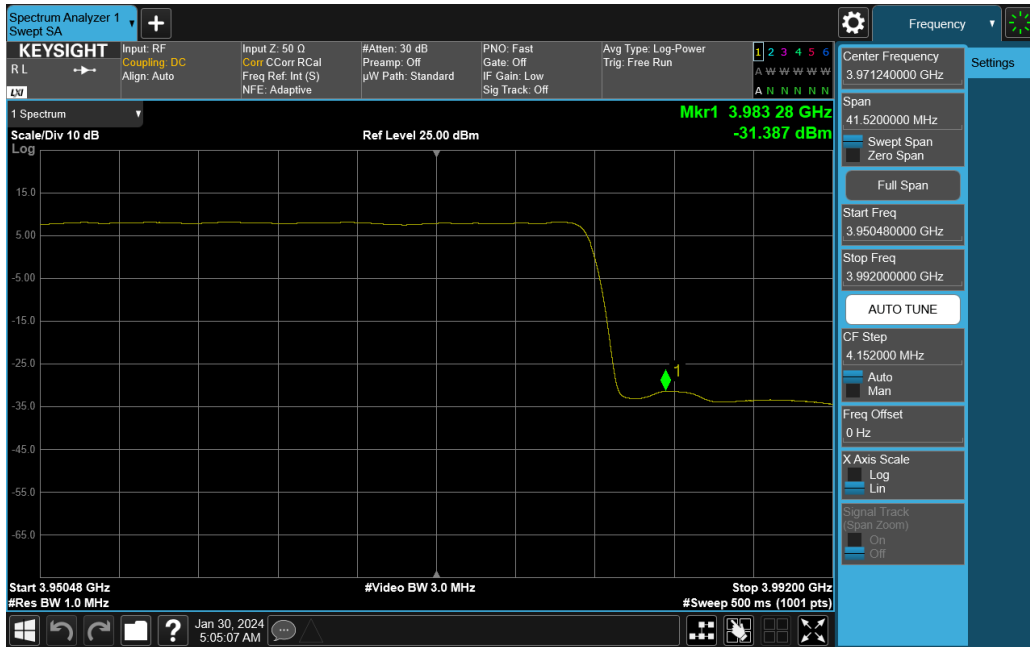 Spectrum Analyzer 1
Swept SA
Frequency
KEYSIGHT
R L
LXI
Input: RF
Coupling: DC
Align: Auto
Input Z: 50 Ω
Corr CCorr RCal
Freq Ref: Int (S)
NFE: Adaptive
#Atten: 30 dB
Preamp: Off
µW Path: Standard
PNO: Fast
Gate: Off
IF Gain: Low
Sig Track: Off
Avg Type: Log-Power
Trig: Free Run
1 2 3 4 5 6
A W W W W W
A N N N N N
1 Spectrum
Scale/Div 10 dB
Ref Level 25.00 dBm
Mkr1 3.983 28 GHz
-31.387 dBm
Log
15.0
5.00
-5.00
-15.0
-25.0
-35.0
-45.0
-55.0
-65.0
1
Start 3.95048 GHz
#Res BW 1.0 MHz
#Video BW 3.0 MHz
Stop 3.99200 GHz
#Sweep 500 ms (1001 pts)
Jan 30, 2024
5:05:07 AM
?
Center Frequency
3.971240000 GHz
Settings
Span
41.5200000 MHz
Swept Span
Zero Span
Full Span
Start Freq
3.950480000 GHz
Stop Freq
3.992000000 GHz
AUTO TUNE
CF Step
4.152000 MHz
Auto
Man
Freq Offset
0 Hz
X Axis Scale
Log
Lin
Signal Track
(Span Zoom)
On
Off